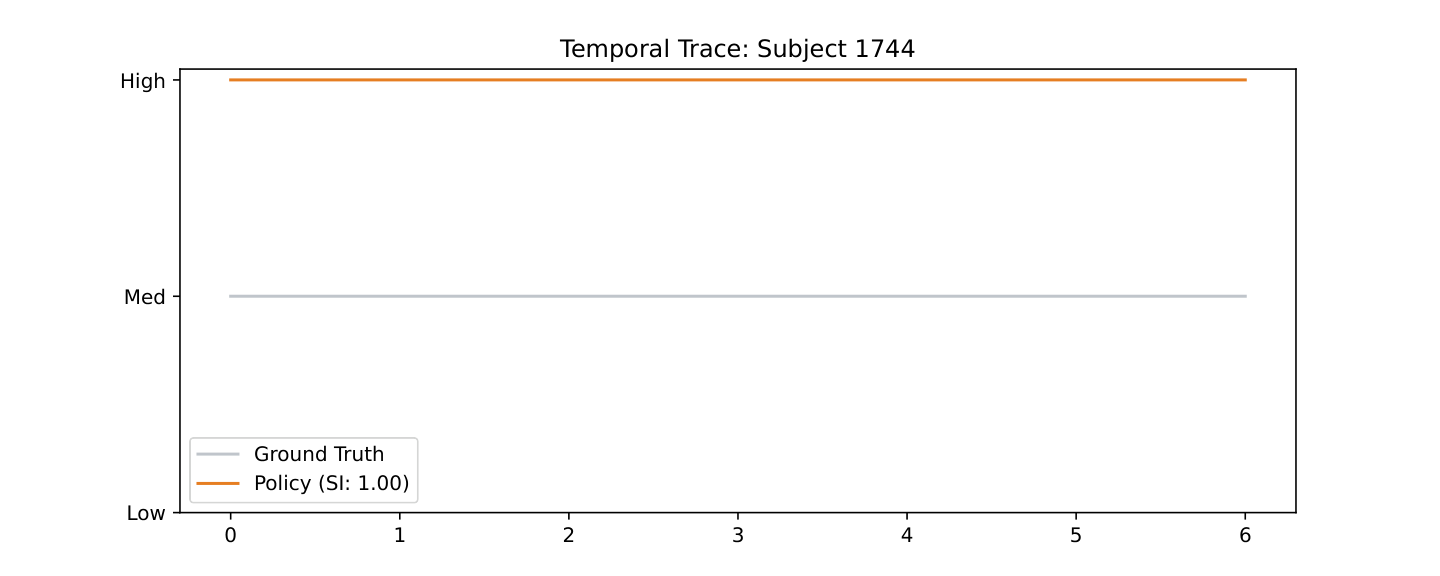 Temporal Trace: Subject 1744
High
Med
Low
Ground Truth
Policy (SI: 1.00)
0 1 2 3 4 5 6